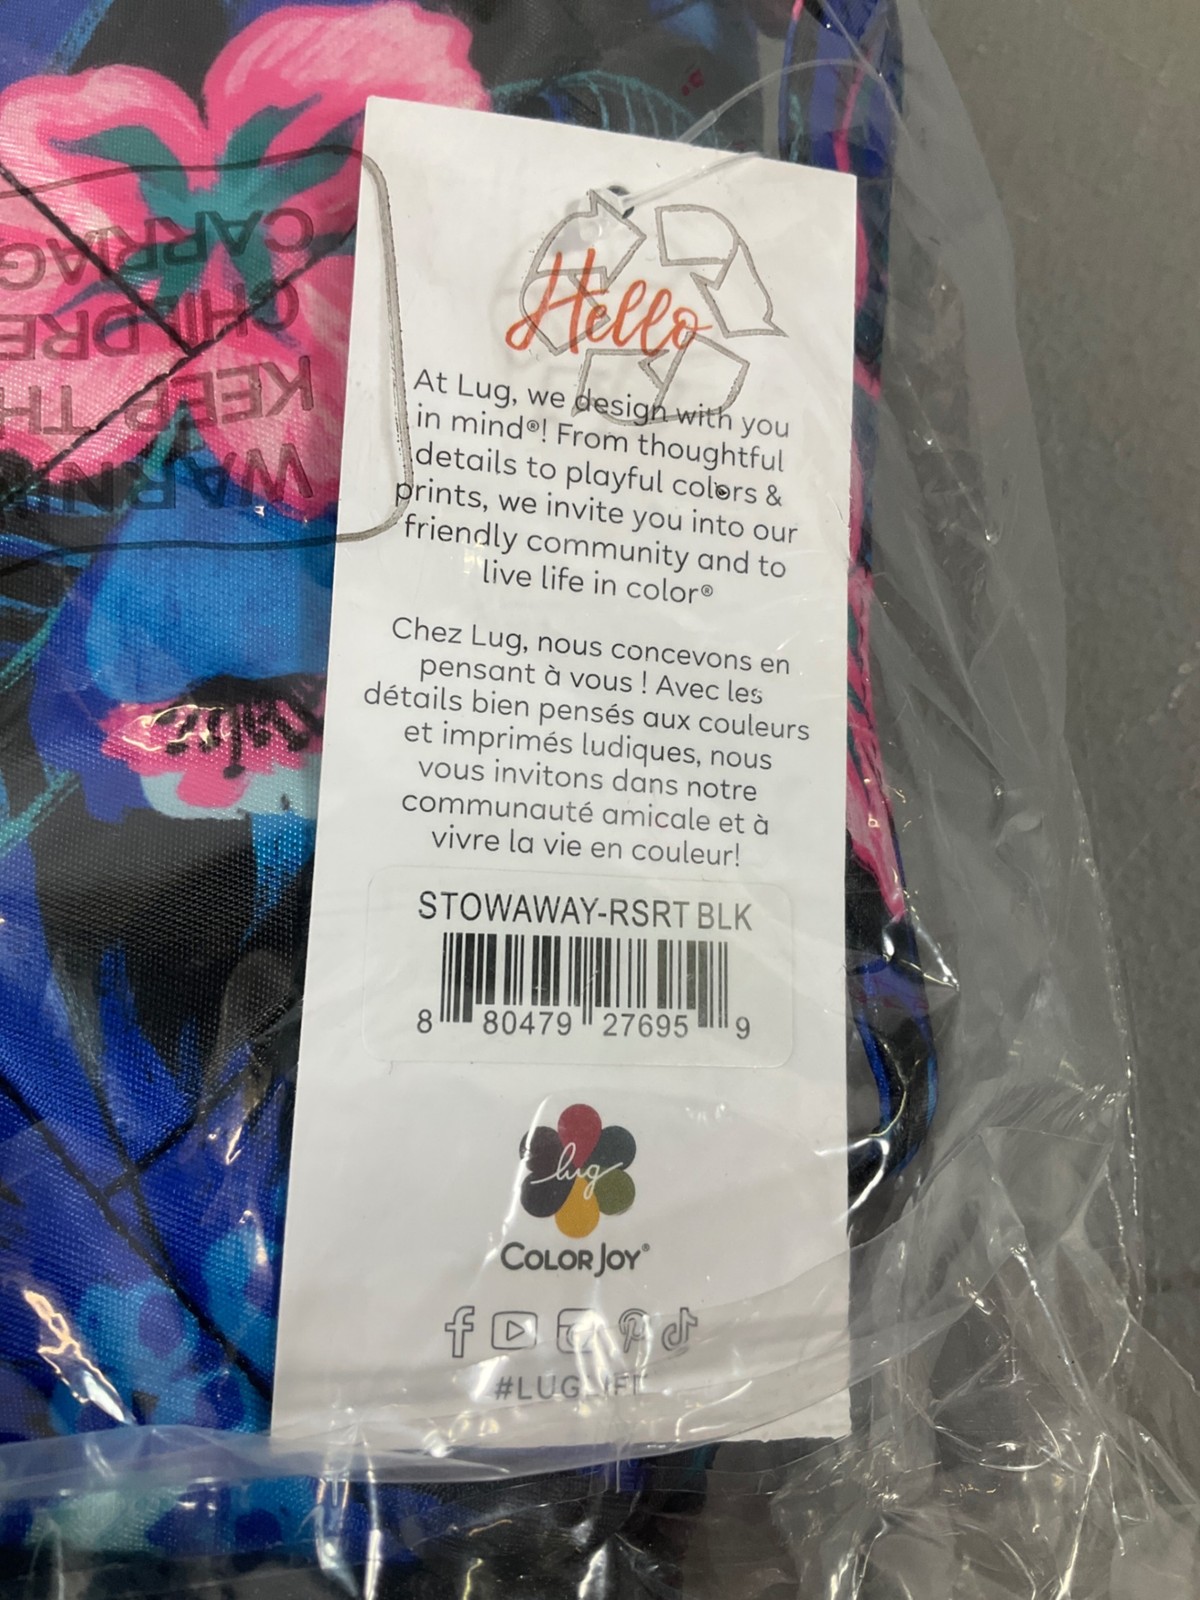 Hello
At Lug, we design with you
in mind®! From thoughtful
details to playful colors &
prints, we invite you into our
friendly community and to
live life in color®
Chez Lug, nous concevons en
pensant à vous ! Avec les
détails bien pensés aux couleurs
et imprimés ludiques, nous
vous invitons dans notre
communauté amicale et à
vivre la vie en couleur!
STOWAWAY-RSRT BLK
8 80479 27695 9
lug
COLORJOY®
#LUGLIFE
KEEP